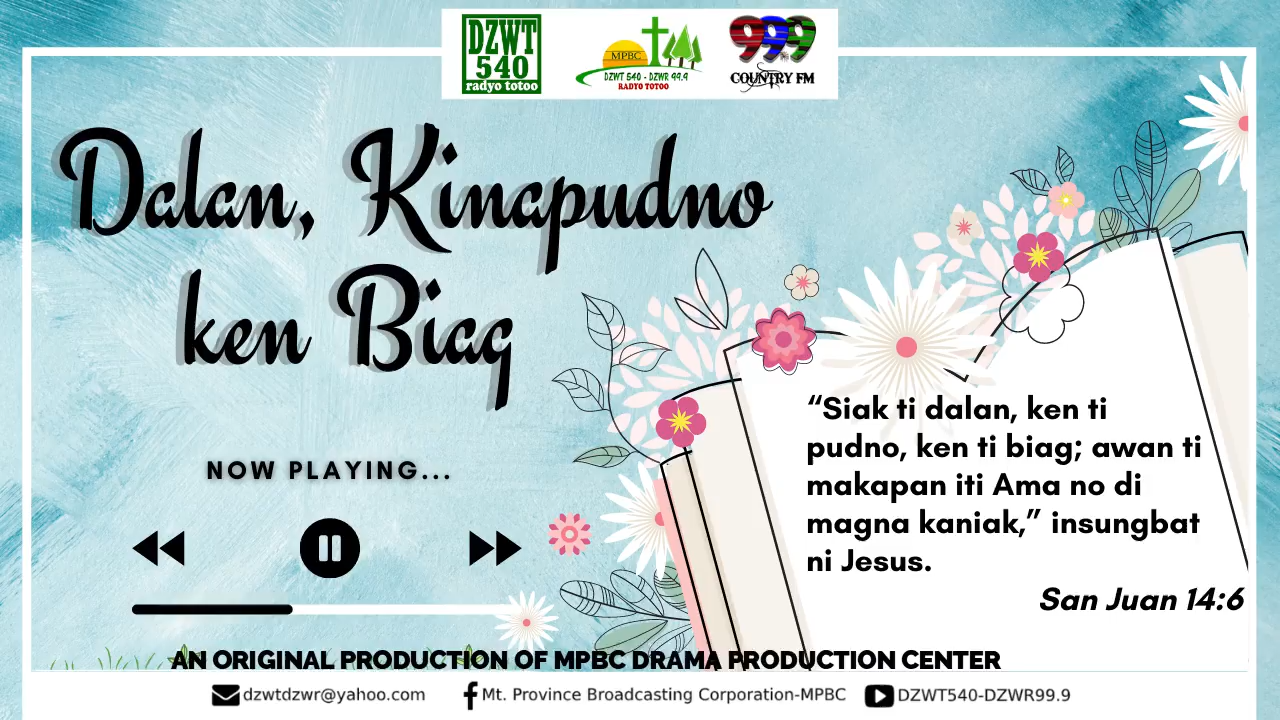 DZWT
540
radyo totoo
MPBC
DZWT 540 - DZWR 99.9
RADYO TOTOO
99.9
FM
COUNTRY FM
Dalan, Kinapudno
ken Biag
NOW PLAYING...
“Siak ti dalan, ken ti
pudno, ken ti biag; awan ti
makapan iti Ama no di
magna kaniak,” insungbat
ni Jesus.
San Juan 14:6
AN ORIGINAL PRODUCTION OF MPBC DRAMA PRODUCTION CENTER
dzwtdzwr@yahoo.com
Mt. Province Broadcasting Corporation-MPBC
DZWT540-DZWR99.9